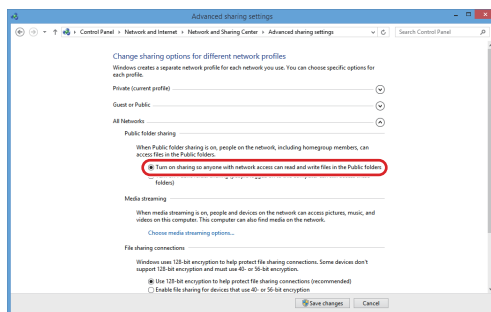 Advanced sharing settings
Control Panel ▸ Network and Internet ▸ Network and Sharing Center ▸ Advanced sharing settings
Search Control Panel
Change sharing options for different network profiles
Windows creates a separate network profile for each network you use. You can choose specific options for
each profile.
Private (current profile)
Guest or Public
All Networks
Public folder sharing
When Public folder sharing is on, people on the network, including homegroup members, can
access files in the Public folders.
Turn on sharing so anyone with network access can read and write files in the Public folders
folders)
Media streaming
When media streaming is on, people and devices on the network can access pictures, music, and
videos on this computer. This computer can also find media on the network.
Choose media streaming options...
File sharing connections
Windows uses 128-bit encryption to help protect file sharing connections. Some devices don't
support 128-bit encryption and must use 40- or 56-bit encryption.
Use 128-bit encryption to help protect file sharing connections (recommended)
Enable file sharing for devices that use 40- or 56-bit encryption
Save changes
Cancel